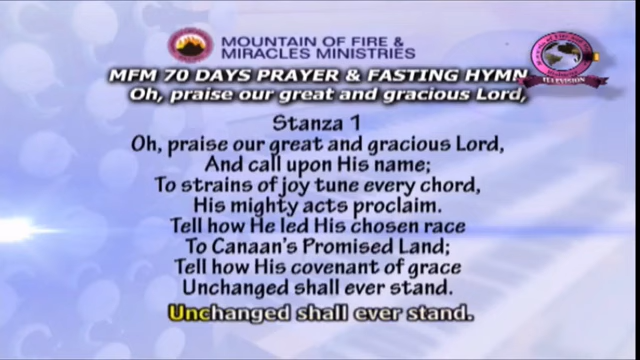 MOUNTAIN OF FIRE &
MIRACLES MINISTRIES
MFM 70 DAYS PRAYER & FASTING HYMN
Oh, praise our great and gracious Lord,
TELEVISION
Stanza 1
Oh, praise our great and gracious Lord,
And call upon His name;
To strains of joy tune every chord,
His mighty acts proclaim.
Tell how He led His chosen race
To Canaan's Promised Land;
Tell how His covenant of grace
Unchanged shall ever stand.
Unchanged shall ever stand.